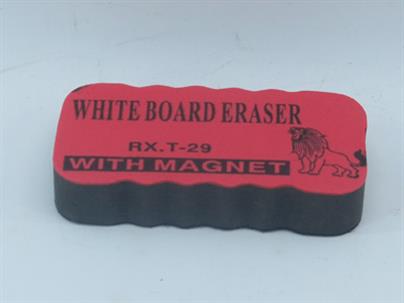 WHITE BOARD ERASER
RX.T-29
WITH MAGNET